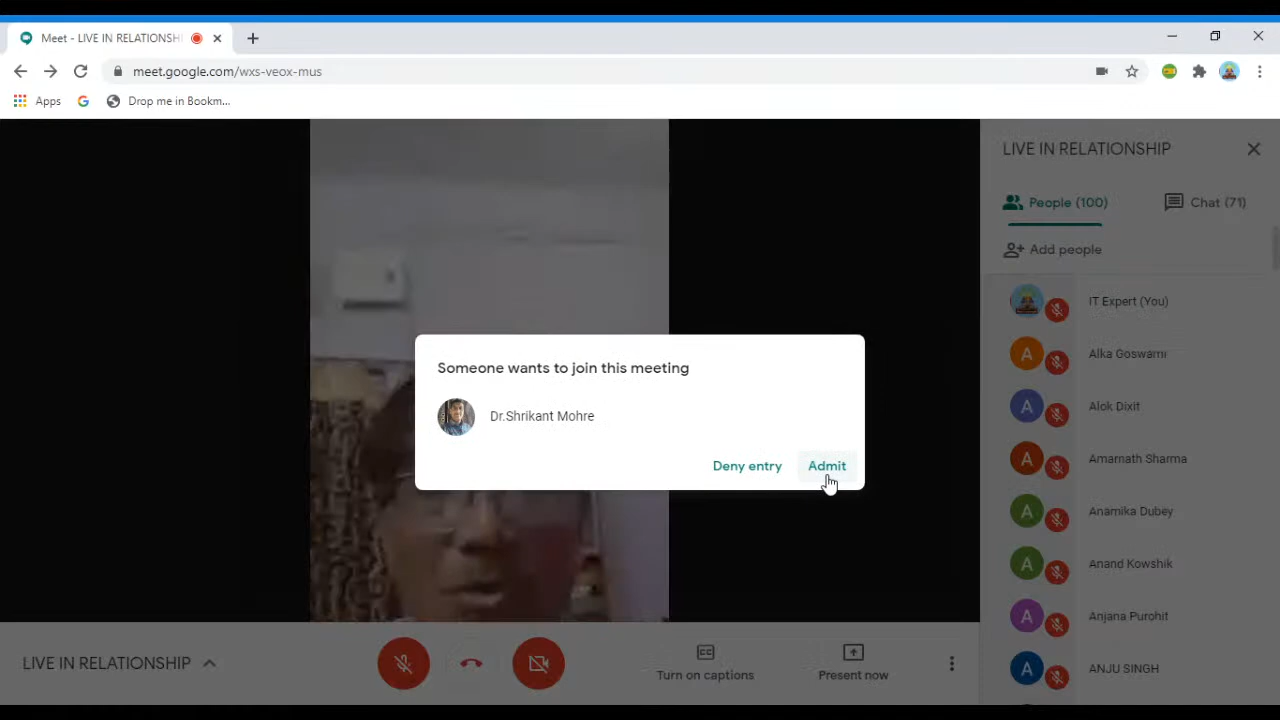 Meet - LIVE IN RELATIONSH
meet.google.com/wxs-veox-mus
Apps
Drop me in Bookm...
LIVE IN RELATIONSHIP
People (100)
Chat (71)
Add people
IT Expert (You)
A
Alka Goswami
A
Alok Dixit
A
Amarnath Sharma
A
Anamika Dubey
A
Anand Kowshik
A
Anjana Purohit
A
ANJU SINGH
Someone wants to join this meeting
Dr.Shrikant Mohre
Deny entry
Admit
LIVE IN RELATIONSHIP
Turn on captions
Present now